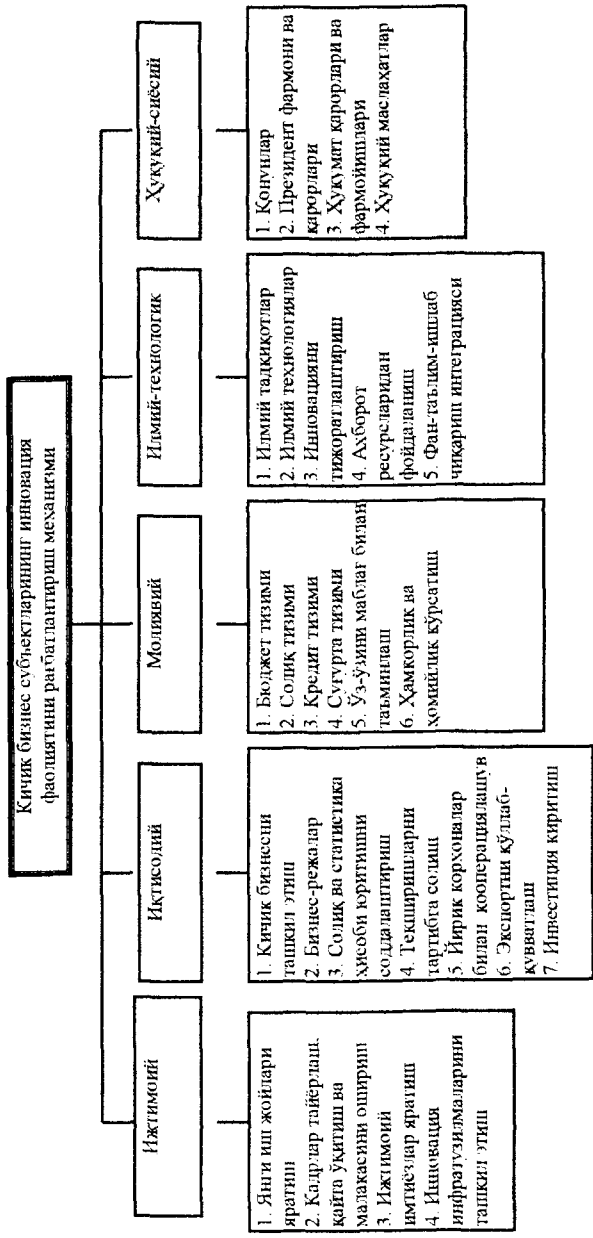 Кичик бизнес субъектларининг инновация
фаолиятини рағбатлантириш механизми
Ижтимоий
1. Янги иш жойлари
яратиш
2. Кадрлар тайёрлаш,
қайта ўқитиш ва
малакасини ошириш
3. Ижтимоий
имтиёзлар яратиш
4. Инновация
инфратузилмаларини
ташкил этиш
Иқтисодий
1. Кичик бизнесни
ташкил этиш
2. Бизнес-режалар
3. Солиқ ва статистика
ҳисоби юритишни
соддалаштириш
4. Текширишларни
тартибга солиш
5. Йирик корхоналар
билан кооперациялашув
6. Экспортни қўллаб-
қувватлаш
7. Инвестиция киритиш
Молиявий
1. Бюджет тизими
2. Солиқ тизими
3. Кредит тизими
4. Суғурта тизими
5. Ўз-ўзини маблағ билан
таъминлаш
6. Ҳамкорлик ва
ҳомийлик кўрсатиш
Илмий-технологик
1. Илмий тадқиқотлар
2. Илмий технологиялар
3. Инновацияни
тижоратлаштириш
4. Ахборот
ресурсларидан
фойдаланиш
5. Фан-таълим-ишлаб
чиқариш интеграцияси
Ҳуқуқий-сиёсий
1. Қонунлар
2. Президент фармони ва
қарорлари
3. Ҳукумат қарорлари ва
фармойишлари
4. Ҳуқуқий маслаҳатлар